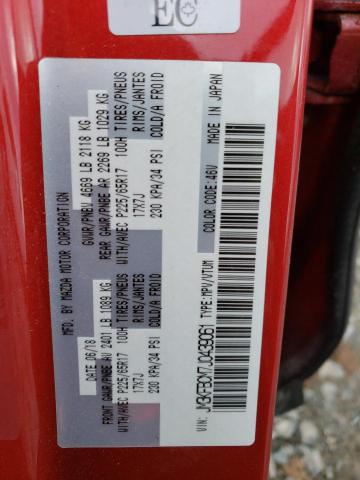 EC
MFD. BY MAZDA MOTOR CORPORATION
DATE 06/18
GVWR/PNBV 4669 LB 2118 KG
FRONT GAWR/PNBE AV 2401 LB 1089 KG
REAR GAWR/PNBE AR 2269 LB 1029 KG
WITH/AVEC P225/65R17 100H TIRES/PNEUS
WITH/AVEC P225/65R17 100H TIRES/PNEUS
17X7J RIMS/JANTES
17X7J RIMS/JANTES
230 KPA/34 PSI COLD/A FROID
230 KPA/34 PSI COLD/A FROID
VIN: JM3KFBCM7J0439061
TYPE:MPV/VTUM
COLOR CODE:46V
MADE IN JAPAN